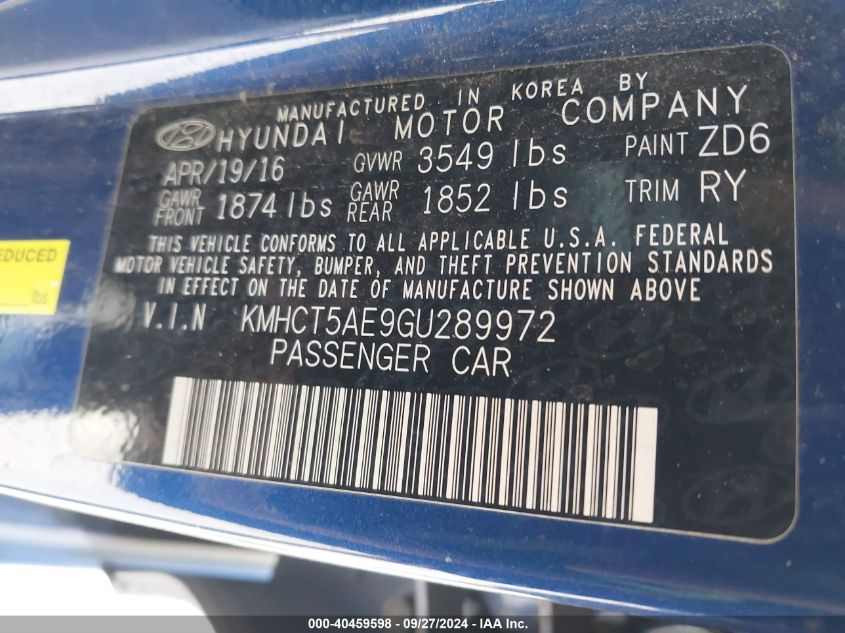 MANUFACTURED IN KOREA BY
HYUNDAI MOTOR COMPANY
APR/19/16 GVWR 3549 lbs PAINT ZD6
GAWR FRONT 1874 lbs GAWR REAR 1852 lbs TRIM RY
THIS VEHICLE CONFORMS TO ALL APPLICABLE U.S.A. FEDERAL
MOTOR VEHICLE SAFETY, BUMPER, AND THEFT PREVENTION STANDARDS
IN EFFECT ON THE DATE OF MANUFACTURE SHOWN ABOVE
V.I.N KMHCT5AE9GU289972
PASSENGER CAR
EDUCED
lbs
000-40459598 - 09/27/2024 - IAA Inc.